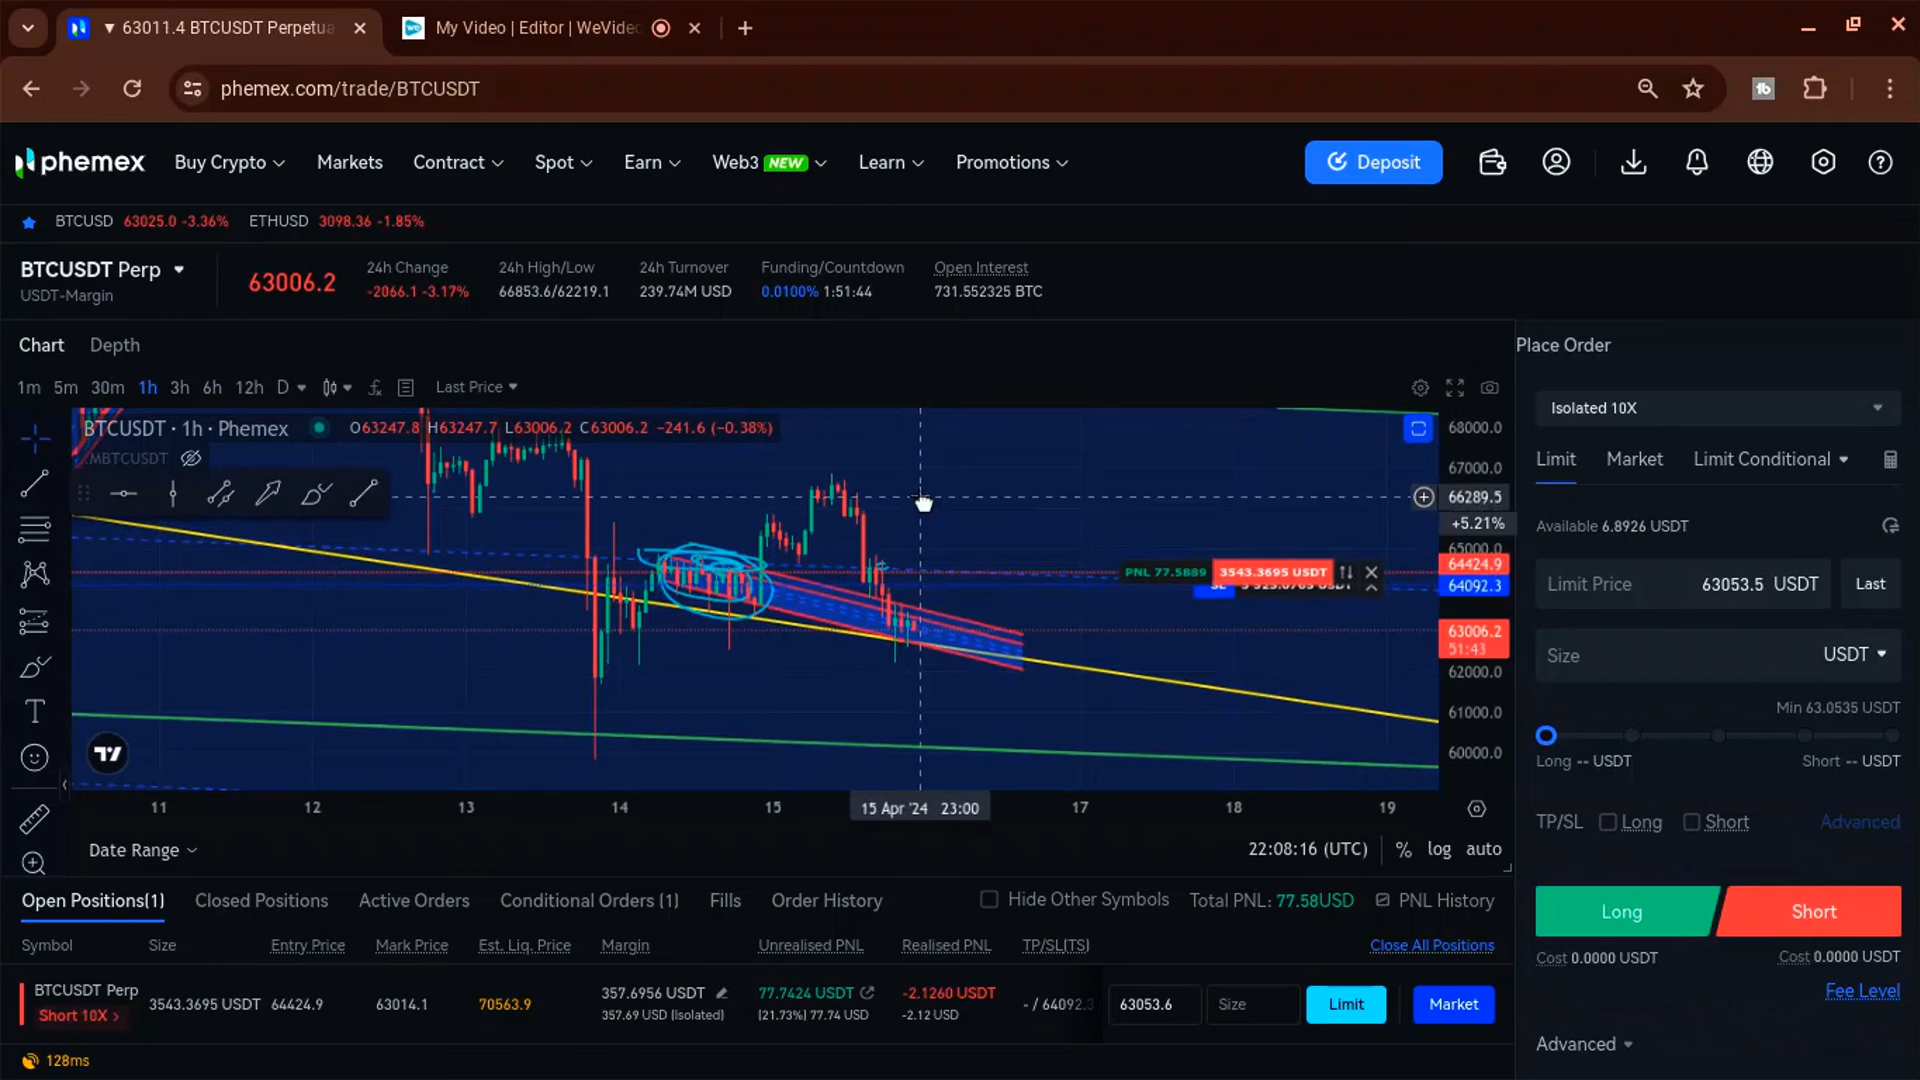 ▼ 63011.4 BTCUSDT Perpetua
My Video | Editor | WeVideo
phemex.com/trade/BTCUSDT
phemex
Buy Crypto
Markets
Contract
Spot
Earn
Web3 NEW
Learn
Promotions
Deposit
BTCUSD 63025.0 -3.36% ETHUSD 3098.36 -1.85%
BTCUSDT Perp
USDT-Margin
63006.2
24h Change
-2066.1 -3.17%
24h High/Low
66853.6/62219.1
24h Turnover
239.74M USD
Funding/Countdown
0.0100% 1:51:44
Open Interest
731.552325 BTC
Chart Depth
1m 5m 30m 1h 3h 6h 12h D Last Price
BTCUSDT · 1h · Phemex O63247.8 H63247.7 L63006.2 C63006.2 -241.6 (-0.38%)
.MBTCUSDT
68000.0
67000.0
66289.5
+5.21%
65000.0
64424.9
64092.3
63006.2
51:43
62000.0
61000.0
60000.0
PNL 77.5889 3543.3695 USDT
SL
11 12 13 14 15 15 Apr '24 23:00 17 18 19
Date Range
22:08:16 (UTC) % log auto
Open Positions(1) Closed Positions Active Orders Conditional Orders (1) Fills Order History
Hide Other Symbols Total PNL: 77.58USD PNL History
Symbol Size Entry Price Mark Price Est. Liq. Price Margin Unrealised PNL Realised PNL TP/SL(TS) Close All Positions
BTCUSDT Perp
Short 10X >
3543.3695 USDT 64424.9 63014.1 70563.9
357.6956 USDT
357.69 USD (Isolated)
77.7424 USDT
(21.73%) 77.74 USD
-2.1260 USDT
-2.12 USD
- / 64092.3
63053.6 Size Limit Market
128ms
Place Order
Isolated 10X
Limit Market Limit Conditional
Available 6.8926 USDT
Limit Price 63053.5 USDT Last
Size USDT
Min 63.0535 USDT
Long -- USDT Short -- USDT
TP/SL Long Short Advanced
Long Short
Cost 0.0000 USDT Cost 0.0000 USDT
Fee Level
Advanced